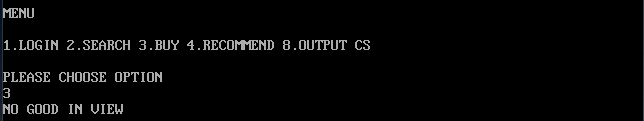 MENU
1.LOGIN 2.SEARCH 3.BUY 4.RECOMMEND 8.OUTPUT CS
PLEASE CHOOSE OPTION
3
NO GOOD IN VIEW